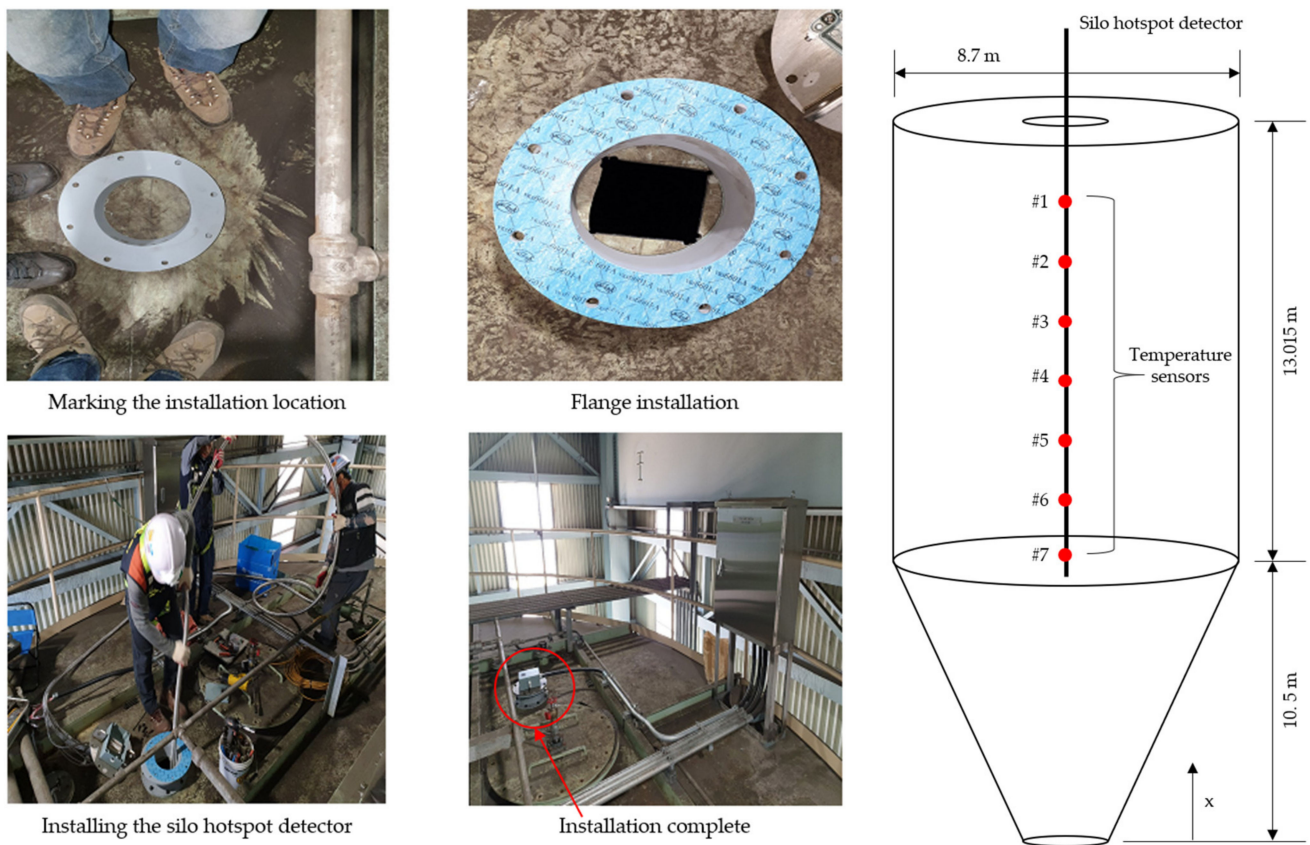 Marking the installation location
Flange installation
Installing the silo hotspot detector
Installation complete
Silo hotspot detector
8.7 m
#1
#2
#3
#4
#5
#6
#7
Temperature
sensors
13.015 m
10. 5 m
x